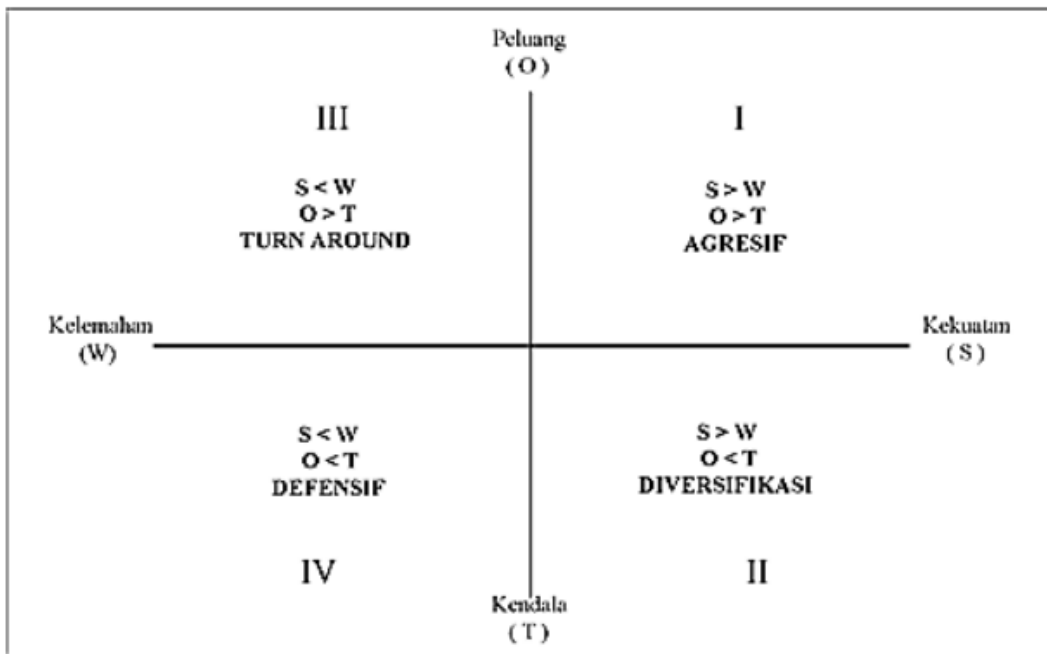 Peluang
( O )
III
I
S < W
O > T
TURN AROUND
S > W
O > T
AGRESIF
Kelemahan
(W)
Kekuatan
( S )
S < W
O < T
DEFENSIF
S > W
O < T
DIVERSIFIKASI
IV
II
Kendala
( T )